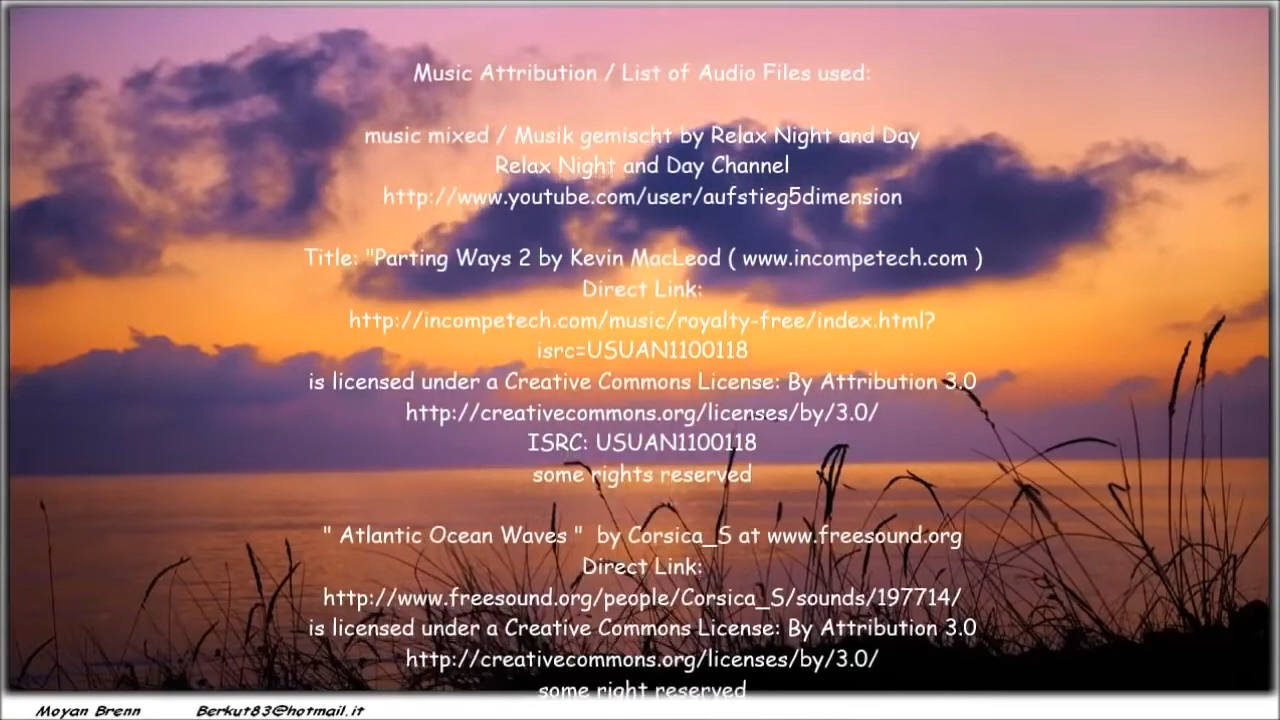 Music Attribution / List of Audio Files used:
music mixed / Musik gemischt by Relax Night and Day
Relax Night and Day Channel
http://www.youtube.com/user/aufstieg5dimension
Title: "Parting Ways 2 by Kevin MacLeod ( www.incompetech.com )
Direct Link:
http://incompetech.com/music/royalty-free/index.html?
isrc=USUAN1100118
is licensed under a Creative Commons License: By Attribution 3.0
http://creativecommons.org/licenses/by/3.0/
ISRC: USUAN1100118
some rights reserved
" Atlantic Ocean Waves "  by Corsica_S at www.freesound.org
Direct Link:
http://www.freesound.org/people/Corsica_S/sounds/197714/
is licensed under a Creative Commons License: By Attribution 3.0
http://creativecommons.org/licenses/by/3.0/
some right reserved
Moyan Brenn Berkut83@hotmail.it